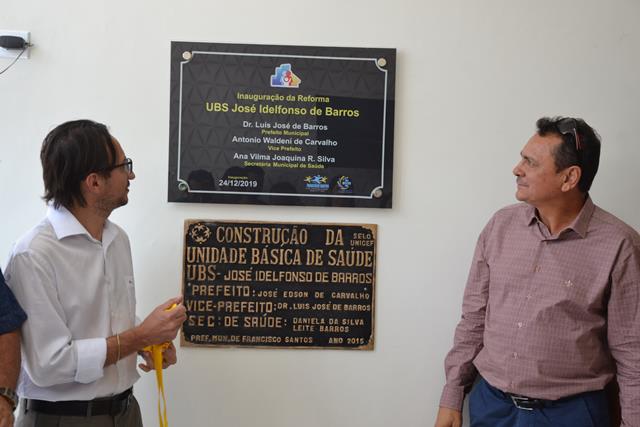 Inauguração da Reforma
UBS José Idelfonso de Barros
Dr. Luis José de Barros
Prefeito Municipal
Antonio Waldeni de Carvalho
Vice Prefeito
Ana Vilma Joaquina R. Silva
Secretária Municipal de Saúde
Inauguração
24/12/2019
CONSTRUÇÃO DA
SELO
UNICEF
UNIDADE BÁSICA DE SAÚDE
UBS- JOSÉ IDELFONSO DE BARROS
PREFEITO: JOSÉ EDSON DE CARVALHO
VICE-PREFEITO: DR. LUIS JOSÉ DE BARROS
SEC: DE SAÚDE: DANIELA DA SILVA
LEITE BARROS
PREF. MUN. DE FRANCISCO SANTOS ANO 2015